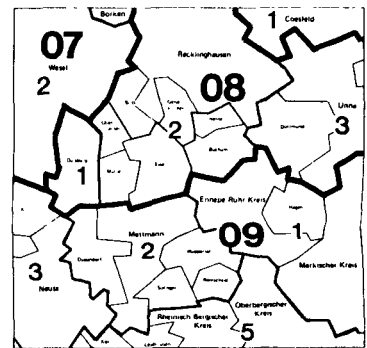 Borken
1
Coesfeld
07
Wesel
2
Recklinghausen
08
Unna
Dortmund
3
2
Herne
Bochum
Duisburg
1
Essen
Ennepe Ruhr Kreis
Hagen
1
Mettmann
2
Wuppertal
09
Düsseldorf
3
Neuss
Solingen
Remscheid
Märkischer Kreis
Oberbergischer
Kreis
Rheinisch Bergischer
Kreis
5
Leverkusen